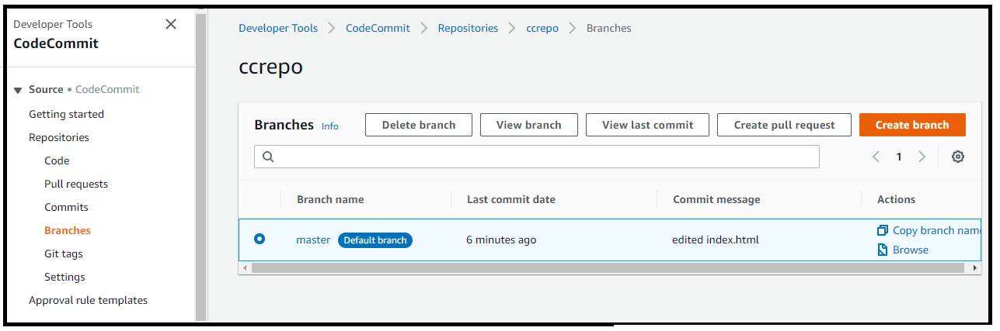 Developer Tools
CodeCommit
Source • CodeCommit
Getting started
Repositories
Code
Pull requests
Commits
Branches
Git tags
Settings
Approval rule templates
Developer Tools > CodeCommit > Repositories > ccrepo > Branches
ccrepo
Branches Info Delete branch View branch View last commit Create pull request Create branch
1
Branch name Last commit date Commit message Actions
master Default branch 6 minutes ago edited index.html Copy branch name
Browse